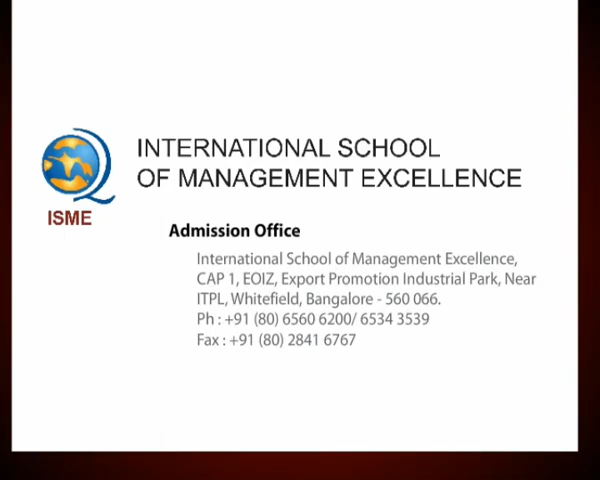 INTERNATIONAL SCHOOL
OF MANAGEMENT EXCELLENCE
ISME
Admission Office
International School of Management Excellence,
CAP 1, EOIZ, Export Promotion Industrial Park, Near
ITPL, Whitefield, Bangalore - 560 066.
Ph : +91 (80) 6560 6200/ 6534 3539
Fax : +91 (80) 2841 6767